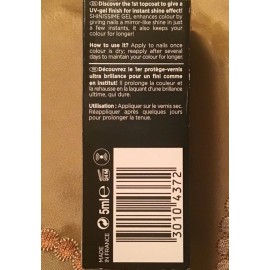 Discover the 1st topcoat to give a
UV-gel finish for instant shine effect!
SHINISSIME GEL enhances colour by
giving nails a mirror-like shine in just
a few instants. It also keeps your
colour for longer!
How to use it? Apply to nails once
colour is dry, reapply after several
days to maintain your colour for longer.
Découvrez le 1er protège-vernis
ultra brillance pour un fini comme
en institut! Il prolonge la couleur et
la rehausse en la laquant d'une brillance
ultime, qui dure.
Utilisation : Appliquer sur le vernis sec.
Réappliquer après quelques jours
pour prolonger la tenue.
5ml e
MADE
IN FRANCE
3010 4372